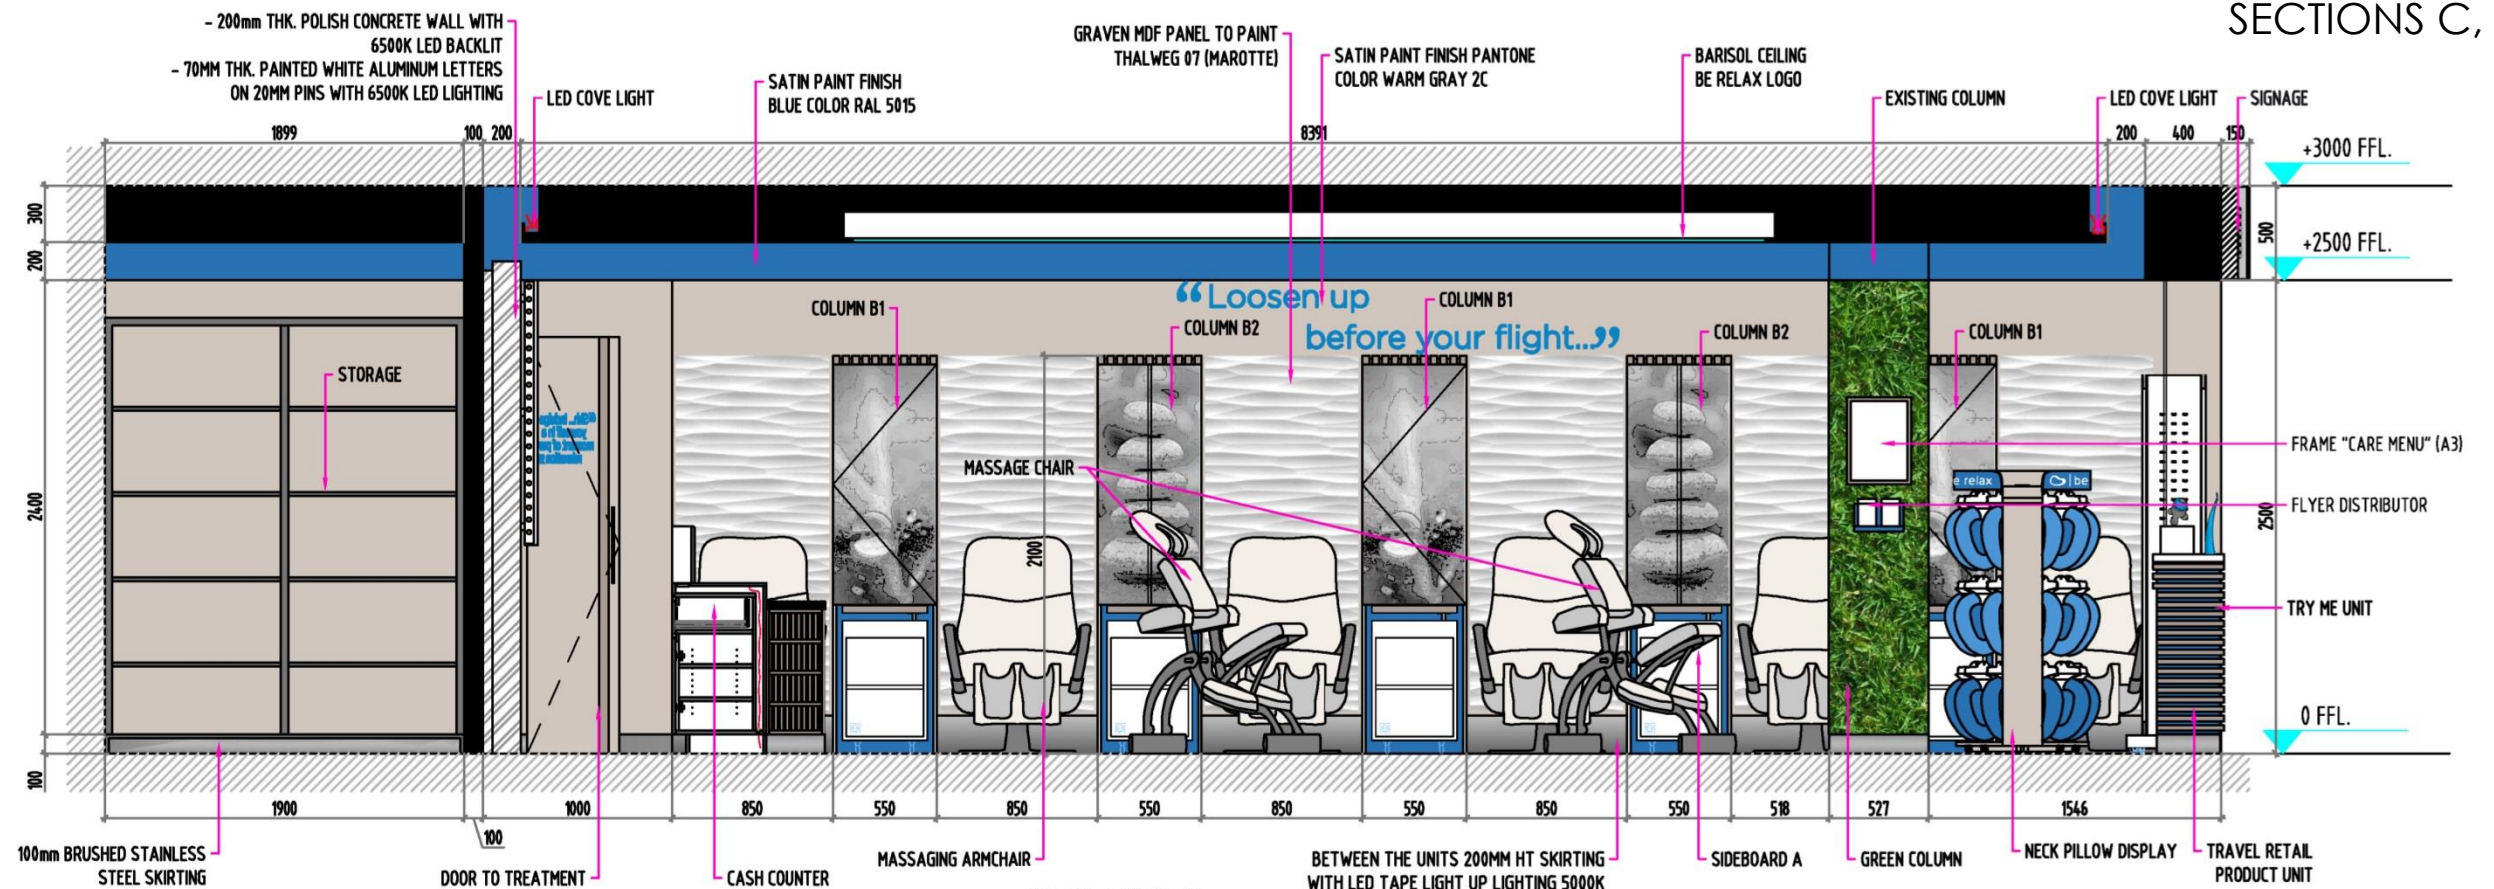 SECTIONS C,
- 200mm THK. POLISH CONCRETE WALL WITH
6500K LED BACKLIT
- 70MM THK. PAINTED WHITE ALUMINUM LETTERS
ON 20MM PINS WITH 6500K LED LIGHTING
LED COVE LIGHT
SATIN PAINT FINISH
BLUE COLOR RAL 5015
GRAVEN MDF PANEL TO PAINT
THALWEG 07 (MAROTTE)
SATIN PAINT FINISH PANTONE
COLOR WARM GRAY 2C
BARISOL CEILING
BE RELAX LOGO
EXISTING COLUMN
LED COVE LIGHT
SIGNAGE
1899
100
200
8391
200
400
150
+3000 FFL.
300
200
500
+2500 FFL.
“Loosen up
before your flight...”
COLUMN B1
COLUMN B2
COLUMN B1
COLUMN B2
COLUMN B1
STORAGE
MASSAGE CHAIR
FRAME "CARE MENU" (A3)
e relax
be
FLYER DISTRIBUTOR
2400
2100
2500
TRY ME UNIT
0 FFL.
100
1900
100
1000
850
550
850
550
850
550
850
550
518
527
1546
100mm BRUSHED STAINLESS
STEEL SKIRTING
DOOR TO TREATMENT
CASH COUNTER
MASSAGING ARMCHAIR
BETWEEN THE UNITS 200MM HT SKIRTING
WITH LED TAPE LIGHT UP LIGHTING 5000K
SIDEBOARD A
GREEN COLUMN
NECK PILLOW DISPLAY
TRAVEL RETAIL
PRODUCT UNIT